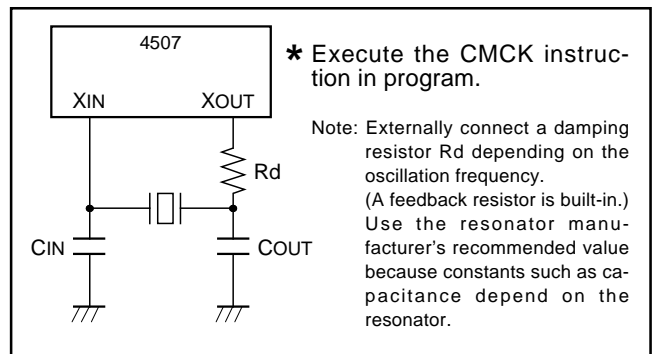 4507
XIN XOUT
Rd
CIN COUT
* Execute the CMCK instruc-
tion in program.
Note: Externally connect a damping
resistor Rd depending on the
oscillation frequency.
(A feedback resistor is built-in.)
Use the resonator manu-
facturer's recommended value
because constants such as ca-
pacitance depend on the
resonator.